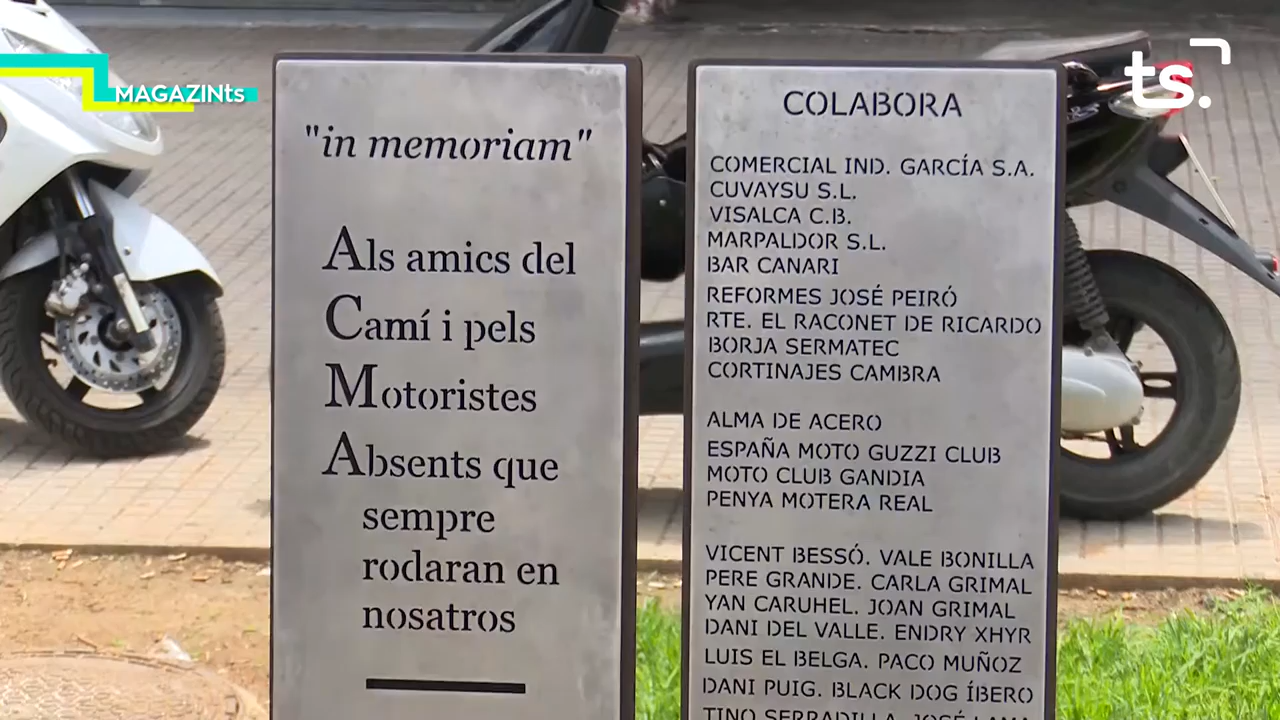 MAGAZINts
ts.
"in memoriam"
Als amics del
Camí i pels
Motoristes
Absents que
sempre
rodaran en
nosatros
COLABORA
COMERCIAL IND. GARCÍA S.A.
CUVAYSU S.L.
VISALCA C.B.
MARPALDOR S.L.
BAR CANARI
REFORMES JOSÉ PEIRÓ
RTE. EL RACONET DE RICARDO
BORJA SERMATEC
CORTINAJES CAMBRA
ALMA DE ACERO
ESPAÑA MOTO GUZZI CLUB
MOTO CLUB GANDIA
PENYA MOTERA REAL
VICENT BESSÓ. VALE BONILLA
PERE GRANDE. CARLA GRIMAL
YAN CARUHEL. JOAN GRIMAL
DANI DEL VALLE. ENDRY XHYR
LUIS EL BELGA. PACO MUÑOZ
DANI PUIG. BLACK DOG ÍBERO
TINO SERRADILLA. JOSÉ LAMA